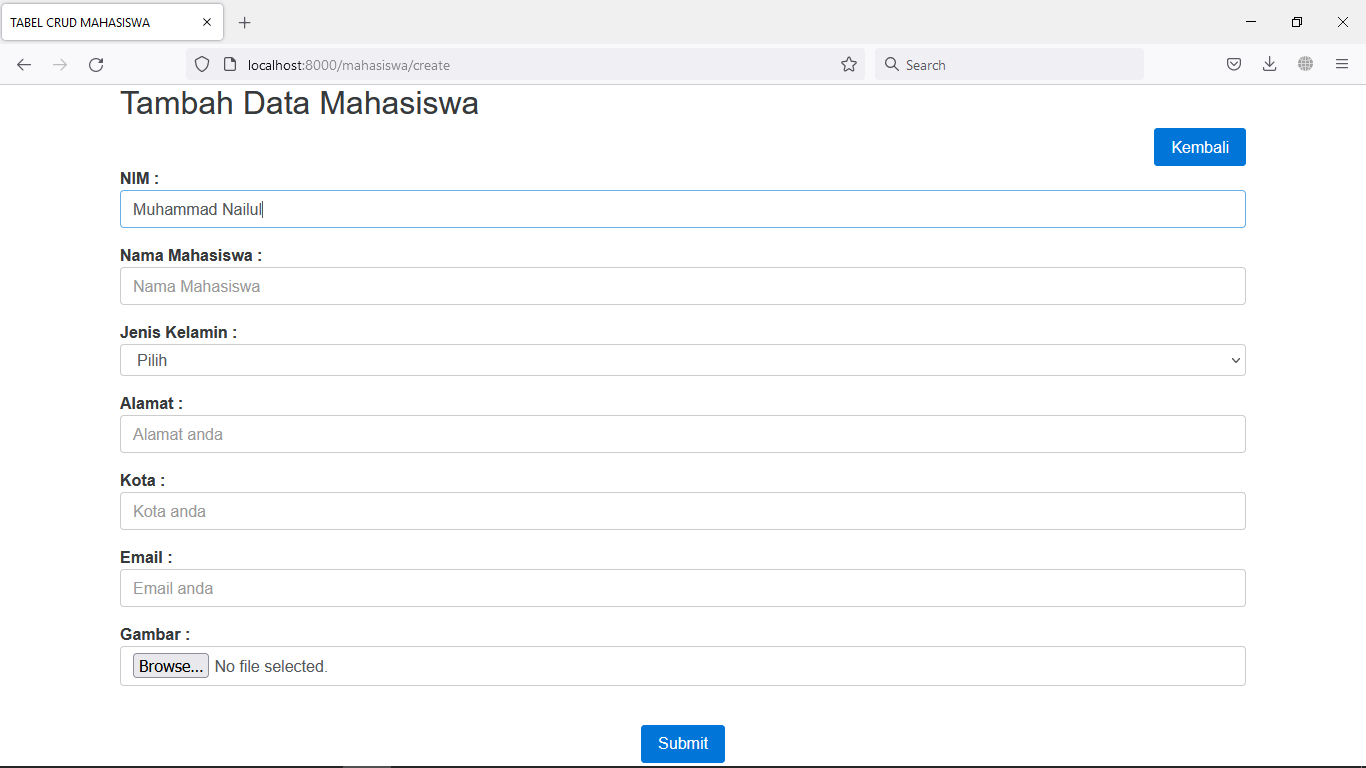 TABEL CRUD MAHASISWA
localhost:8000/mahasiswa/create
Search
Tambah Data Mahasiswa
Kembali
NIM :
Muhammad Nailul
Nama Mahasiswa :
Nama Mahasiswa
Jenis Kelamin :
Pilih
Alamat :
Alamat anda
Kota :
Kota anda
Email :
Email anda
Gambar :
Browse... No file selected.
Submit